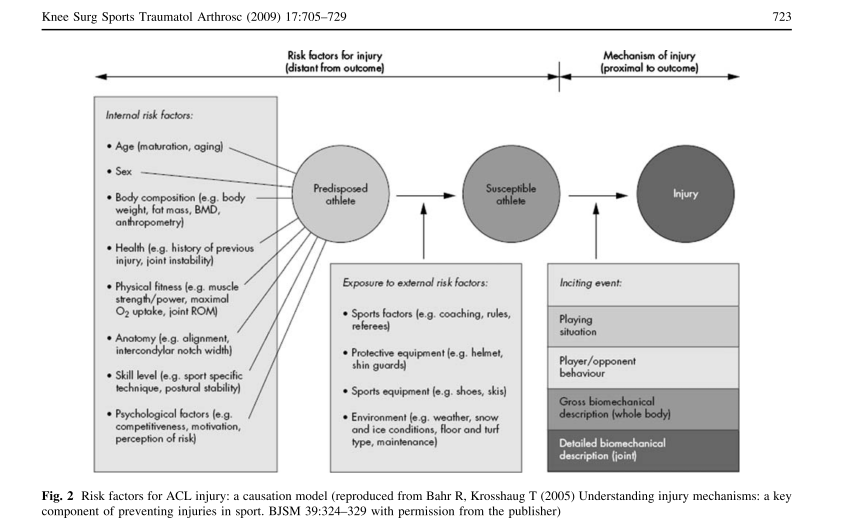 Knee Surg Sports Traumatol Arthrosc (2009) 17:705–729
723
Risk factors for injury
(distant from outcome)
Mechanism of injury
(proximal to outcome)
Internal risk factors:
• Age (maturation, aging)
• Sex
• Body composition (e.g. body
weight, fat mass, BMD,
anthropometry)
• Health (e.g. history of previous
injury, joint instability)
• Physical fitness (e.g. muscle
strength/power, maximal
O2 uptake, joint ROM)
• Anatomy (e.g. alignment,
intercondylar notch width)
• Skill level (e.g. sport specific
technique, postural stability)
• Psychological factors (e.g.
competitiveness, motivation,
perception of risk)
Predisposed
athlete
Susceptible
athlete
Injury
Exposure to external risk factors:
• Sports factors (e.g. coaching, rules,
referees)
• Protective equipment (e.g. helmet,
shin guards)
• Sports equipment (e.g. shoes, skis)
• Environment (e.g. weather, snow
and ice conditions, floor and turf
type, maintenance)
Inciting event:
Playing
situation
Player/opponent
behaviour
Gross biomechanical
description (whole body)
Detailed biomechanical
description (joint)
Fig. 2 Risk factors for ACL injury: a causation model (reproduced from Bahr R, Krosshaug T (2005) Understanding injury mechanisms: a key
component of preventing injuries in sport. BJSM 39:324–329 with permission from the publisher)